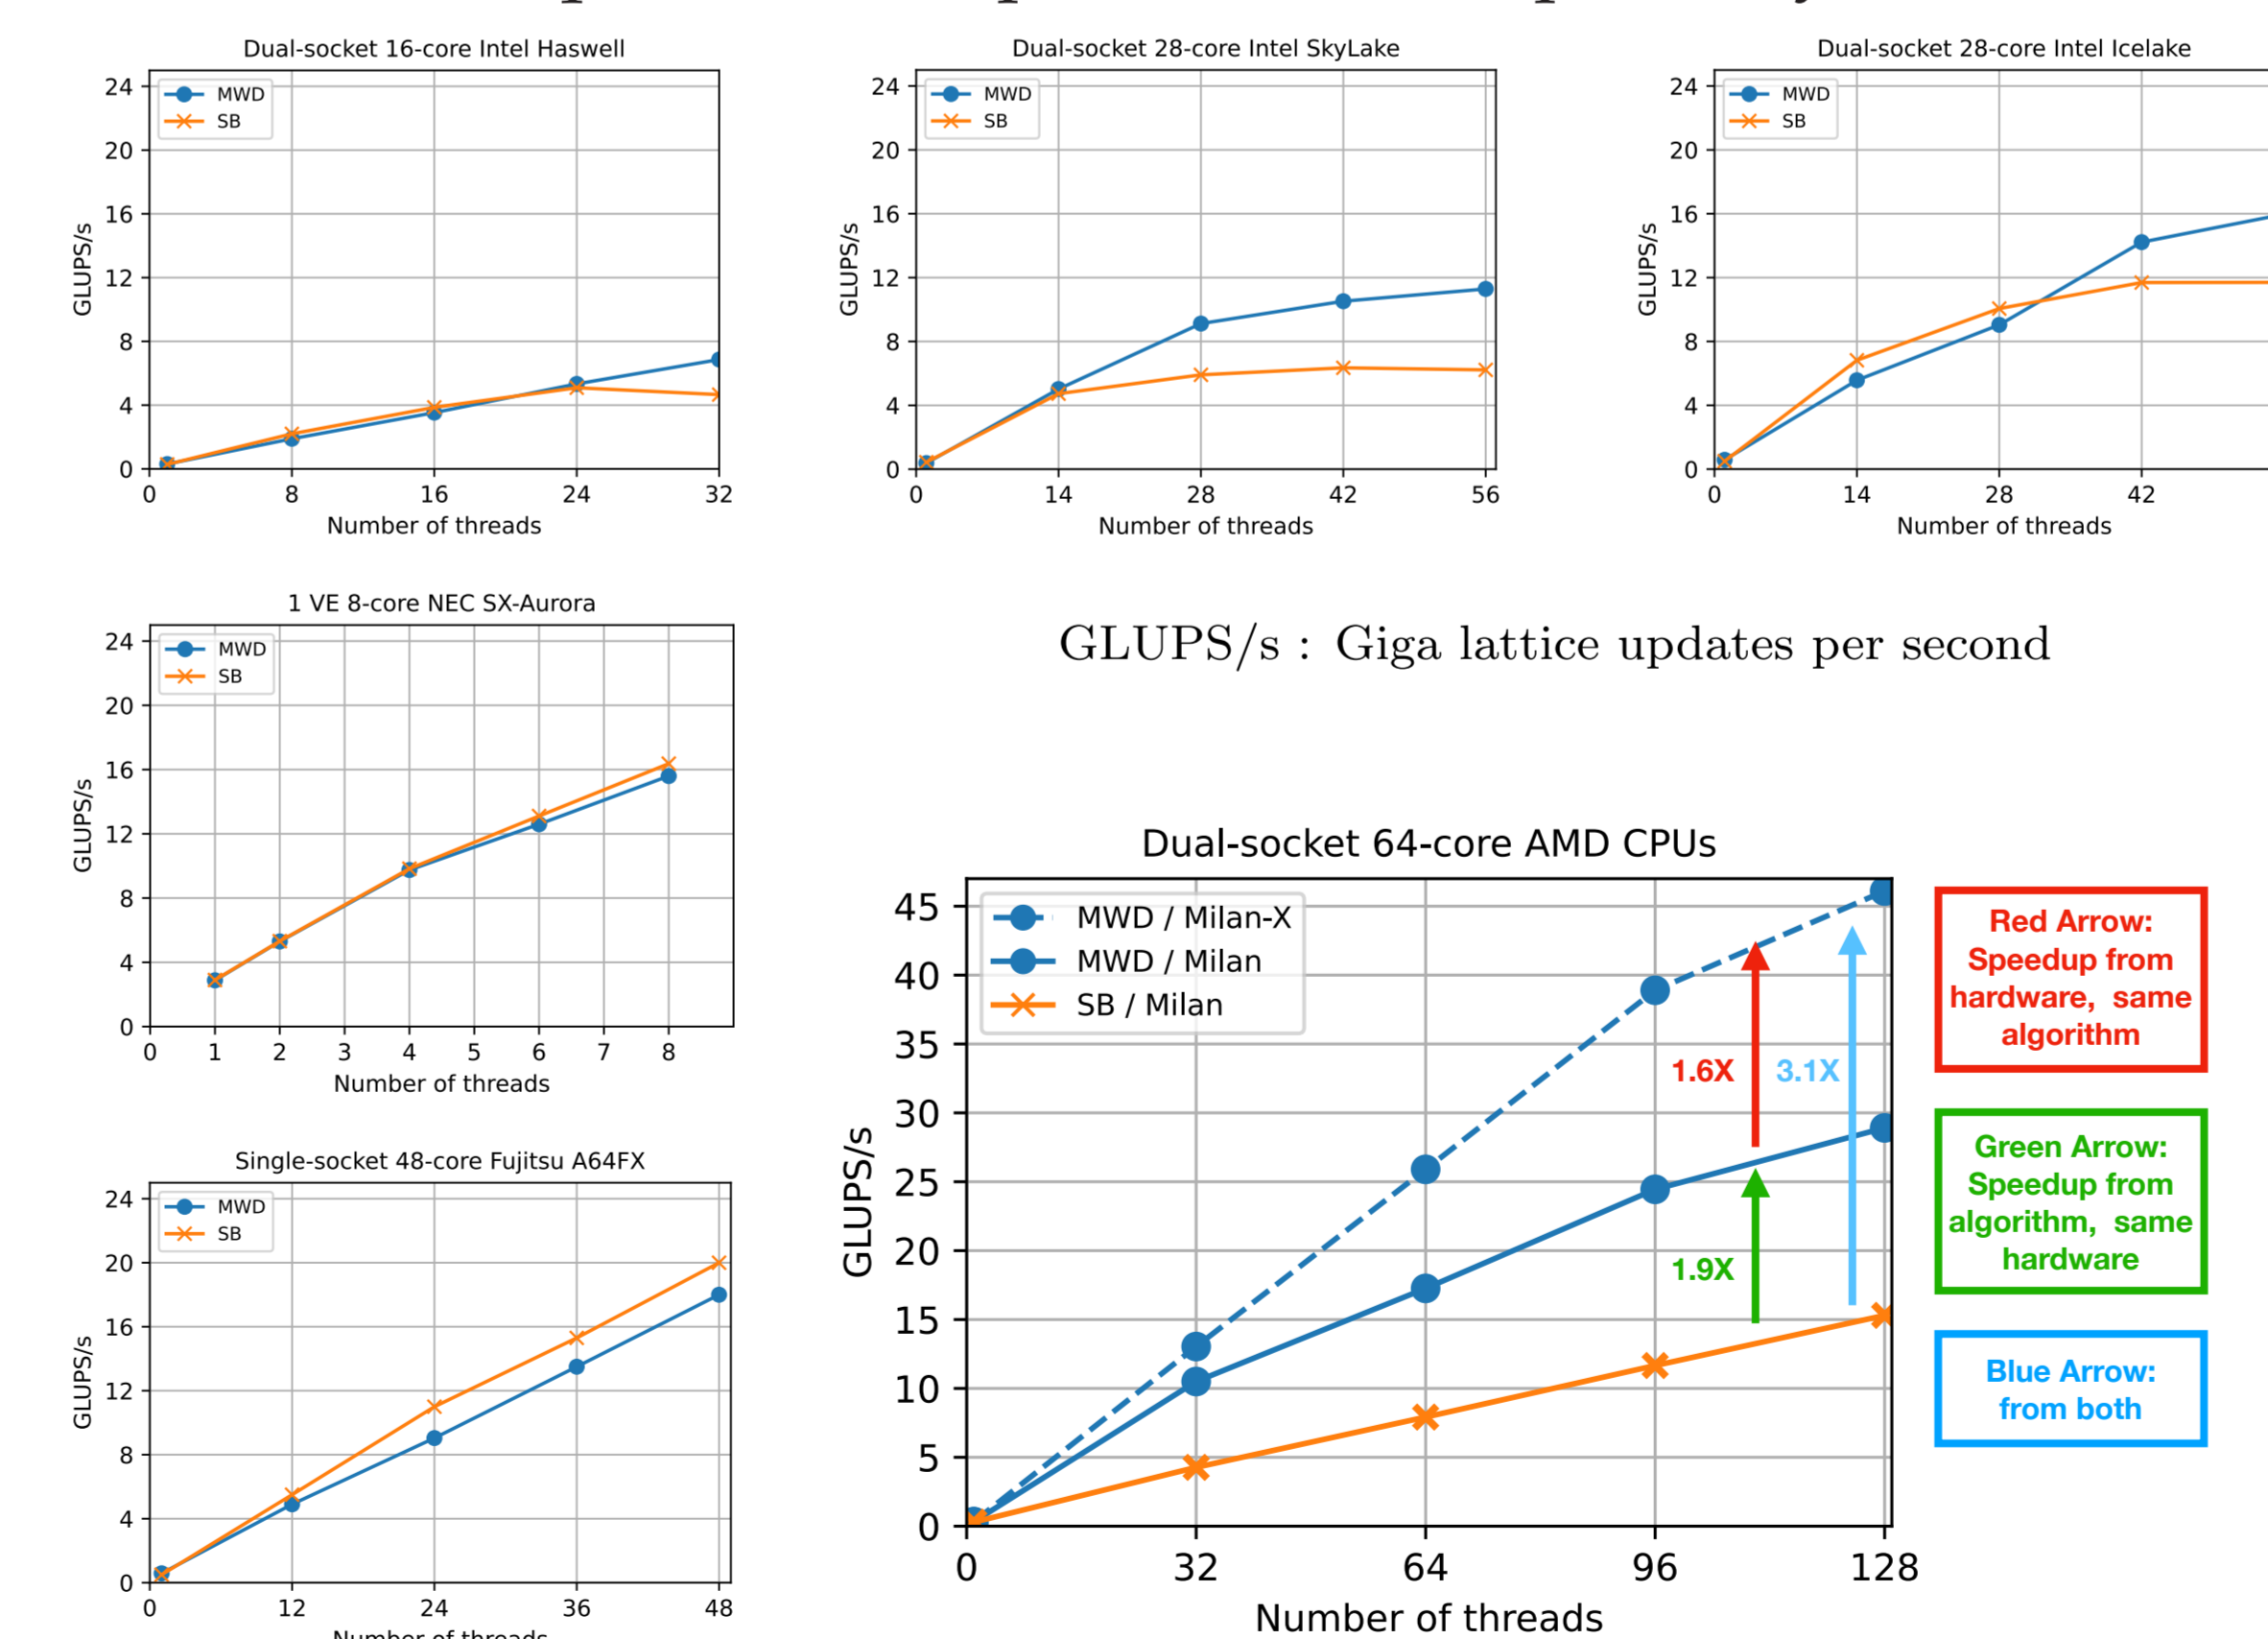 Dual-socket 16-core Intel Haswell
24
20
16
12
8
4
0
GLUPS/s
MWD
SB
0 8 16 24 32
Number of threads
Dual-socket 28-core Intel SkyLake
24
20
16
12
8
4
0
GLUPS/s
MWD
SB
0 14 28 42 56
Number of threads
Dual-socket 28-core Intel Icelake
24
20
16
12
8
4
0
GLUPS/s
MWD
SB
0 14 28 42
Number of threads
1 VE 8-core NEC SX-Aurora
24
20
16
12
8
4
0
GLUPS/s
MWD
SB
0 1 2 3 4 5 6 7 8
Number of threads
GLUPS/s : Giga lattice updates per second
Single-socket 48-core Fujitsu A64FX
24
20
16
12
8
4
0
GLUPS/s
MWD
SB
0 12 24 36 48
Number of threads
Dual-socket 64-core AMD CPUs
45
40
35
30
25
20
15
10
5
0
GLUPS/s
MWD / Milan-X
MWD / Milan
SB / Milan
1.6X 3.1X
1.9X
0 32 64 96 128
Number of threads
Red Arrow:
Speedup from
hardware, same
algorithm
Green Arrow:
Speedup from
algorithm, same
hardware
Blue Arrow:
from both